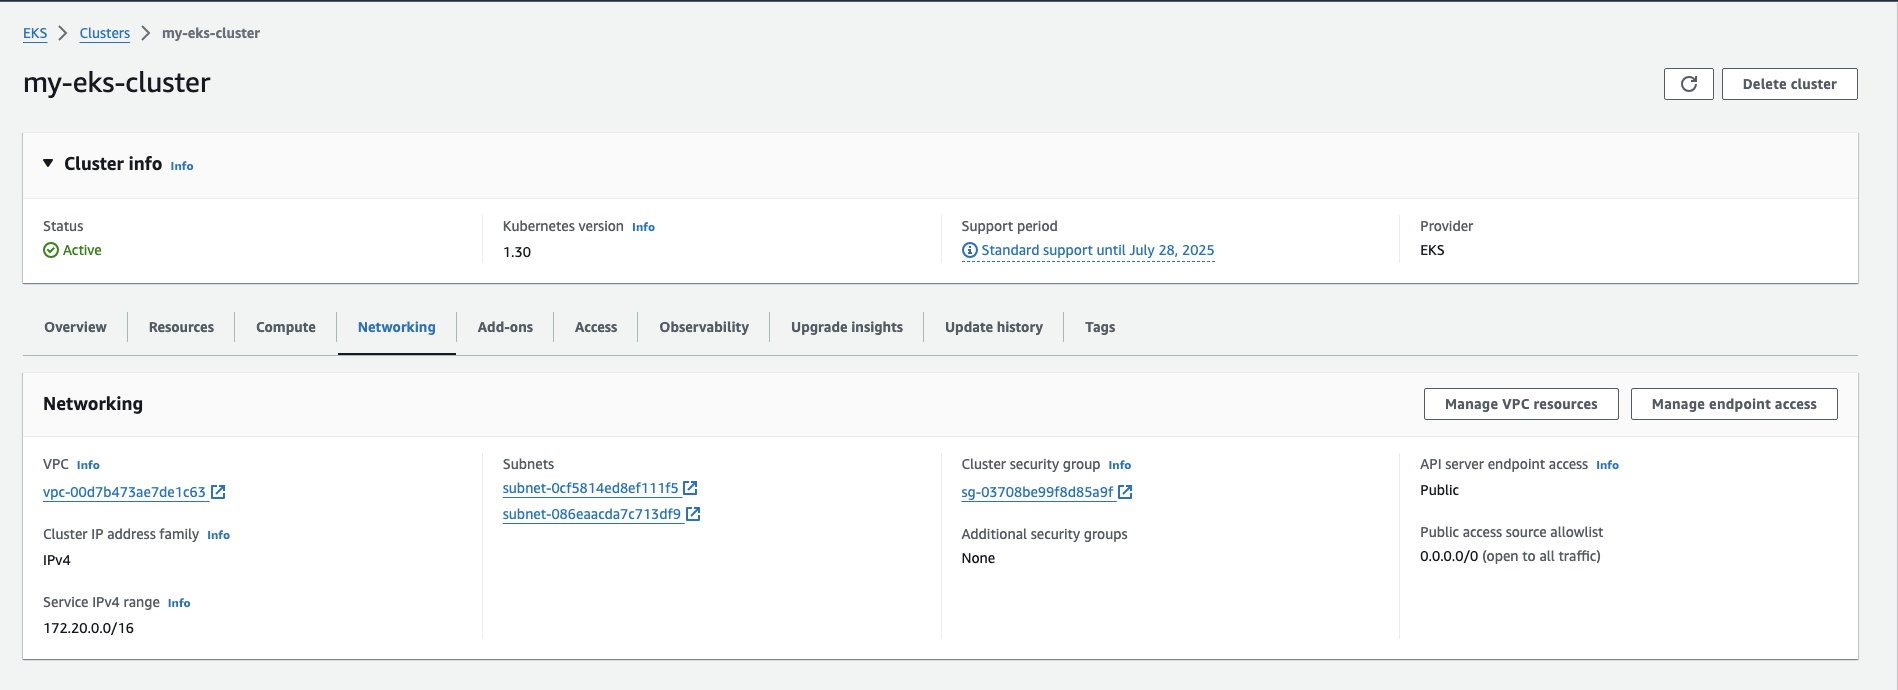 EKS > Clusters > my-eks-cluster
my-eks-cluster
Delete cluster
Cluster info Info
Status
Active
Kubernetes version Info
1.30
Support period
Standard support until July 28, 2025
Provider
EKS
Overview Resources Compute Networking Add-ons Access Observability Upgrade insights Update history Tags
Networking
Manage VPC resources
Manage endpoint access
VPC Info
vpc-00d7b473ae7de1c63
Cluster IP address family Info
IPv4
Service IPv4 range Info
172.20.0.0/16
Subnets
subnet-0cf5814ed8ef111f5
subnet-086eaacda7c713df9
Cluster security group Info
sg-03708be99f8d85a9f
Additional security groups
None
API server endpoint access Info
Public
Public access source allowlist
0.0.0.0/0 (open to all traffic)